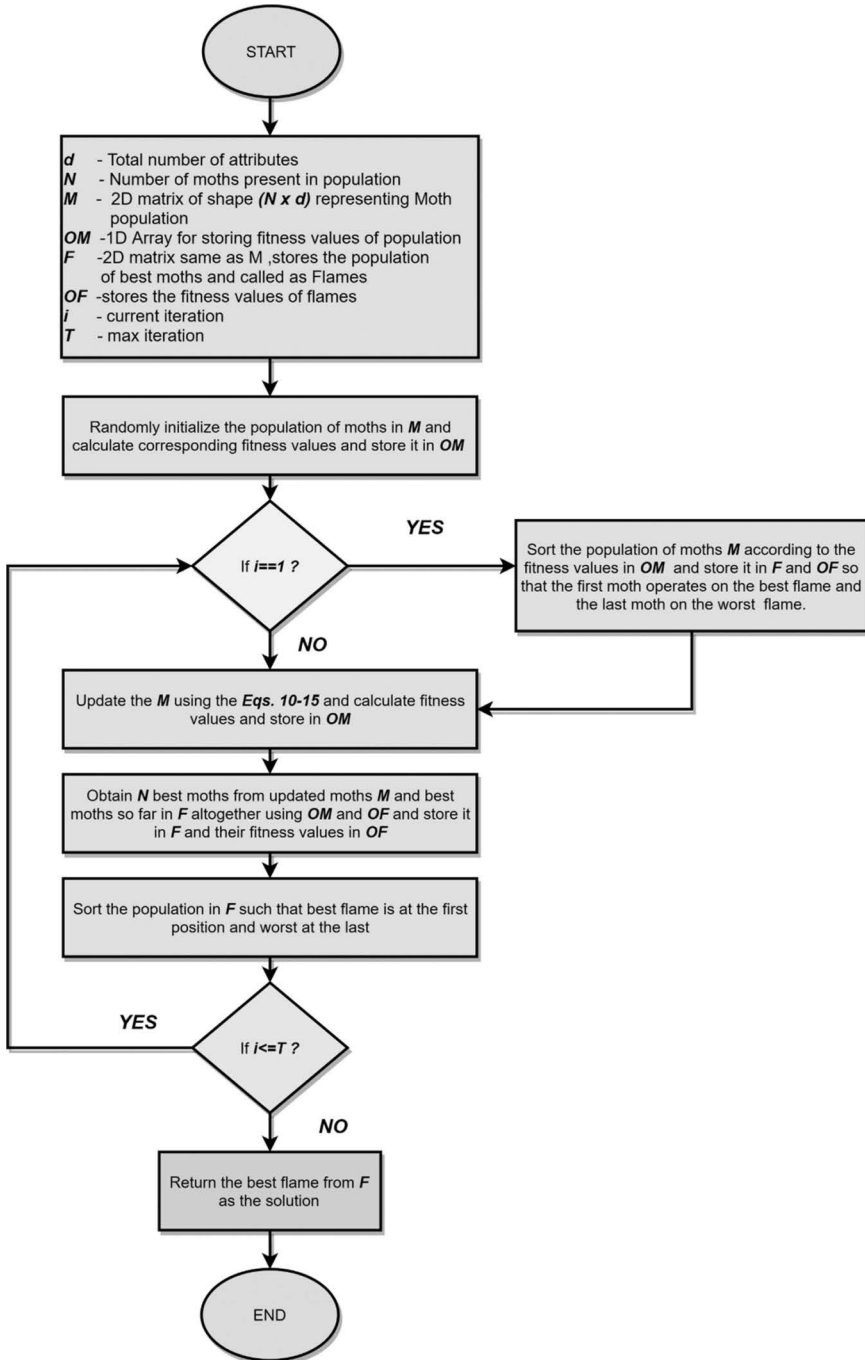 START
d - Total number of attributes
N - Number of moths present in population
M - 2D matrix of shape (N x d) representing Moth
population
OM -1D Array for storing fitness values of population
F -2D matrix same as M ,stores the population
of best moths and called as Flames
OF -stores the fitness values of flames
i - current iteration
T - max iteration
Randomly initialize the population of moths in M and
calculate corresponding fitness values and store it in OM
If i==1 ?
YES
Sort the population of moths M according to the
fitness values in OM and store it in F and OF so
that the first moth operates on the best flame and
the last moth on the worst flame.
NO
Update the M using the Eqs. 10-15 and calculate fitness
values and store in OM
Obtain N best moths from updated moths M and best
moths so far in F altogether using OM and OF and store it
in F and their fitness values in OF
Sort the population in F such that best flame is at the first
position and worst at the last
YES
If i<=T ?
NO
Return the best flame from F
as the solution
END